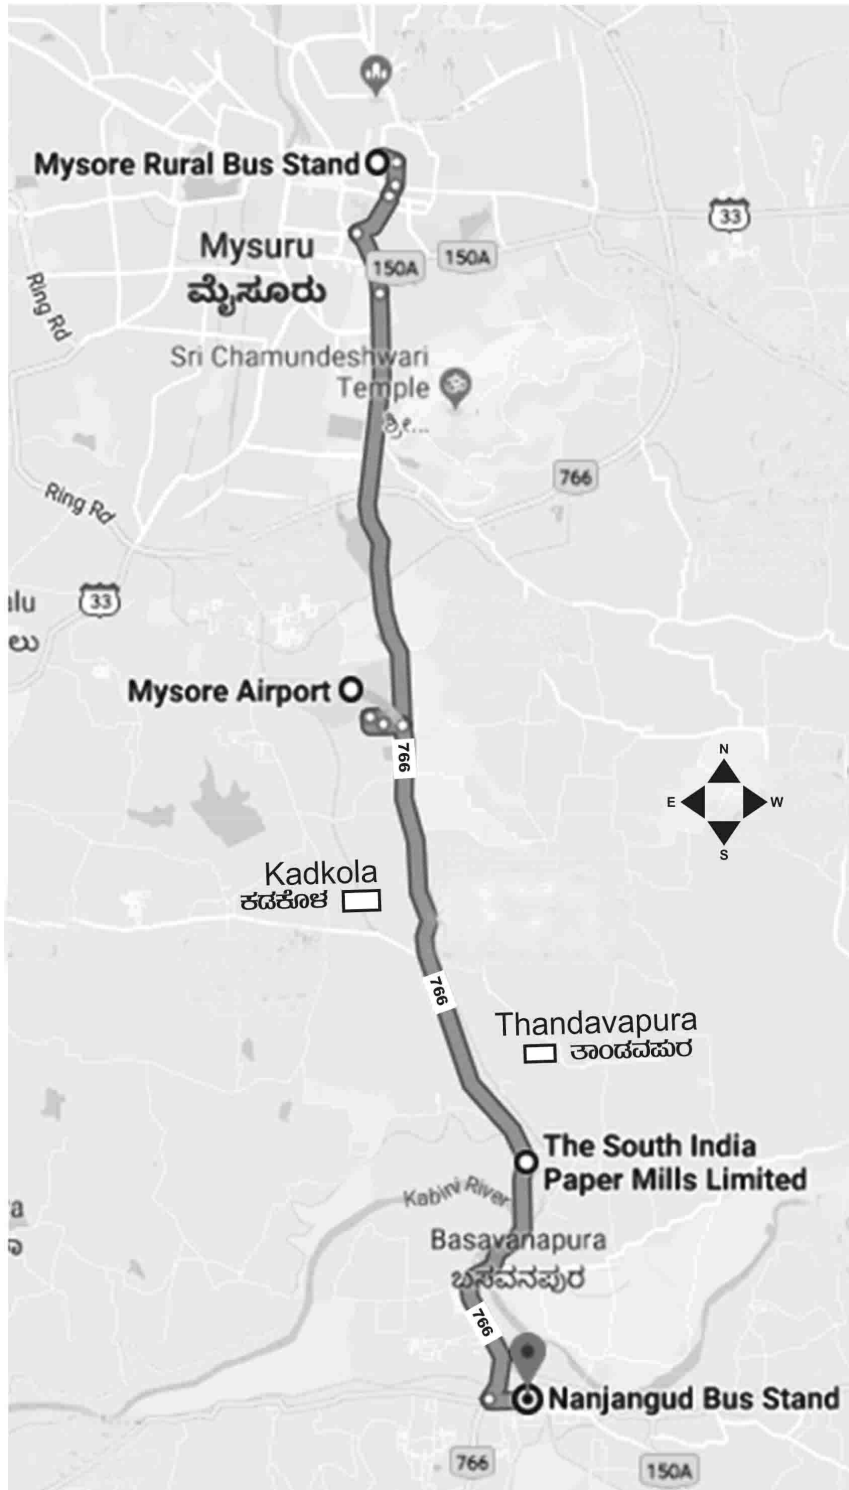 Mysore Rural Bus Stand
33
Mysuru
150A
150A
ಮೈಸೂರು
Ring Rd
Sri Chamundeshwari
Temple
ಶ್ರೀ...
766
Ring Rd
33
alu
ಲು
Mysore Airport
766
N
E
W
S
Kadkola
ಕಡಕೊಳ
766
Thandavapura
ತಾಂಡವಪುರ
The South India
Paper Mills Limited
Kabini River
a
Basavanapura
ಬಸವನಪುರ
766
Nanjangud Bus Stand
766
150A